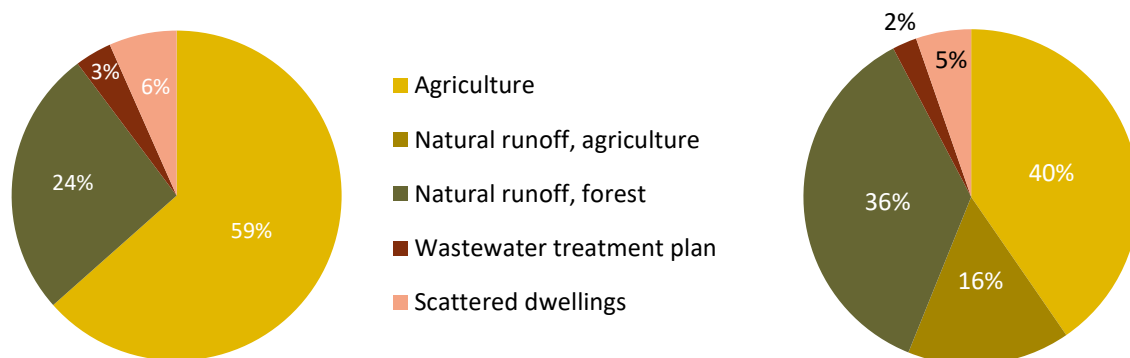 3%
6%
24%
59%
Agriculture
Natural runoff, agriculture
Natural runoff, forest
Wastewater treatment plan
Scattered dwellings
2%
5%
40%
36%
16%